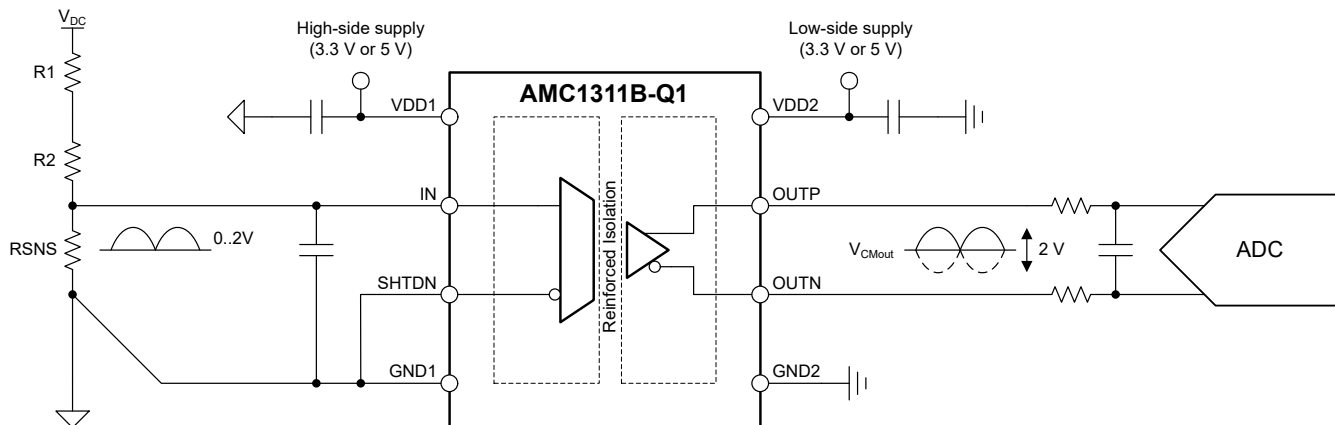 VDC
R1
R2
RSNS
0..2V
High-side supply
(3.3 V or 5 V)
VDD1
IN
SHTDN
GND1
AMC1311B-Q1
Reinforced Isolation
Low-side supply
(3.3 V or 5 V)
VDD2
OUTP
OUTN
GND2
VCMout
2 V
ADC